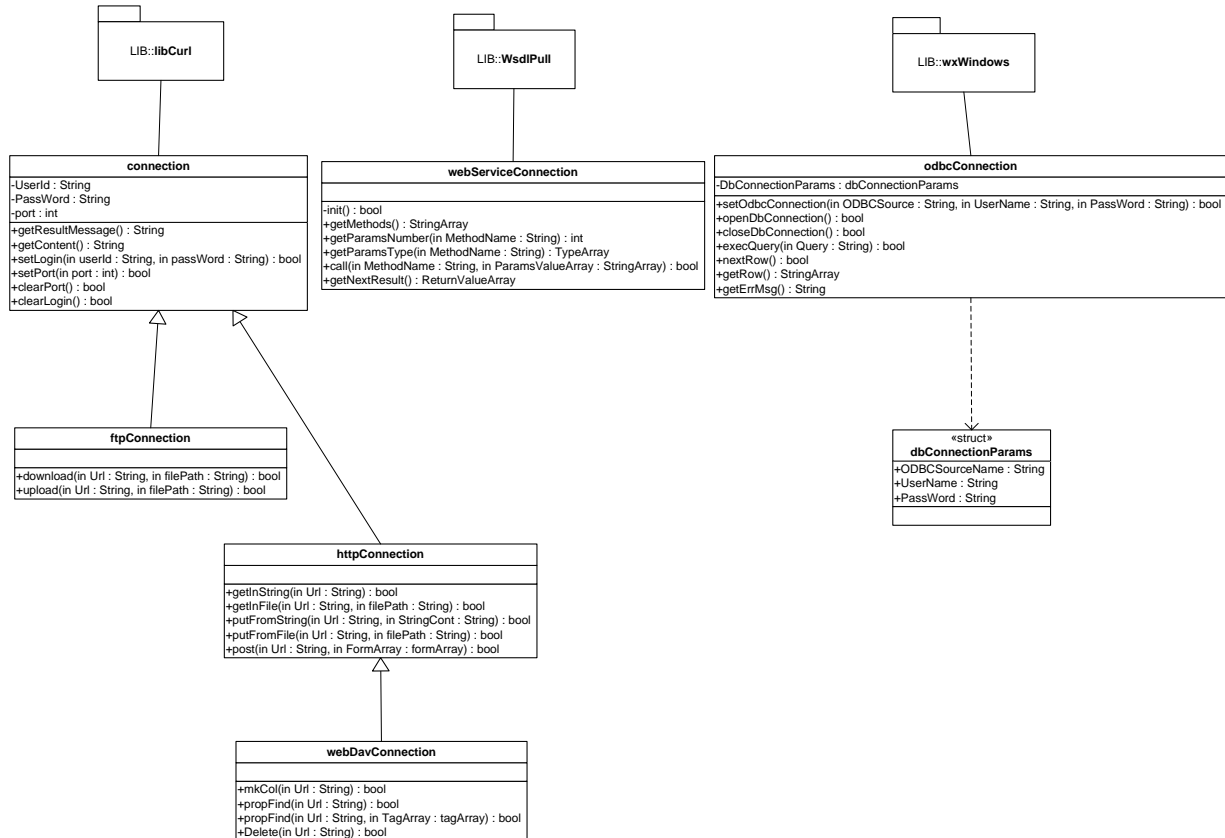 LIB::libCurl
LIB::WsdlPull
LIB::wxWindows
connection
-UserId : String
-PassWord : String
-port : int
+getResultMessage() : String
+getContent() : String
+setLogin(in userId : String, in passWord : String) : bool
+setPort(in port : int) : bool
+clearPort() : bool
+clearLogin() : bool
webServiceConnection
-init() : bool
+getMethods() : StringArray
+getParamsNumber(in MethodName : String) : int
+getParamsType(in MethodName : String) : TypeArray
+call(in MethodName : String, in ParamsValueArray : StringArray) : bool
+getNextResult() : ReturnValueArray
odbcConnection
-DbConnectionParams : dbConnectionParams
+setOdbcConnection(in ODBCSource : String, in UserName : String, in PassWord : String) : bool
+openDbConnection() : bool
+closeDbConnection() : bool
+execQuery(in Query : String) : bool
+nextRow() : bool
+getRow() : StringArray
+getErrMsg() : String
ftpConnection
+download(in Url : String, in filePath : String) : bool
+upload(in Url : String, in filePath : String) : bool
«struct»
dbConnectionParams
+ODBCSourceName : String
+UserName : String
+PassWord : String
httpConnection
+getInString(in Url : String) : bool
+getInFile(in Url : String, in filePath : String) : bool
+putFromString(in Url : String, in StringCont : String) : bool
+putFromFile(in Url : String, in filePath : String) : bool
+post(in Url : String, in FormArray : formArray) : bool
webDavConnection
+mkCol(in Url : String) : bool
+propFind(in Url : String) : bool
+propFind(in Url : String, in TagArray : tagArray) : bool
+Delete(in Url : String) : bool